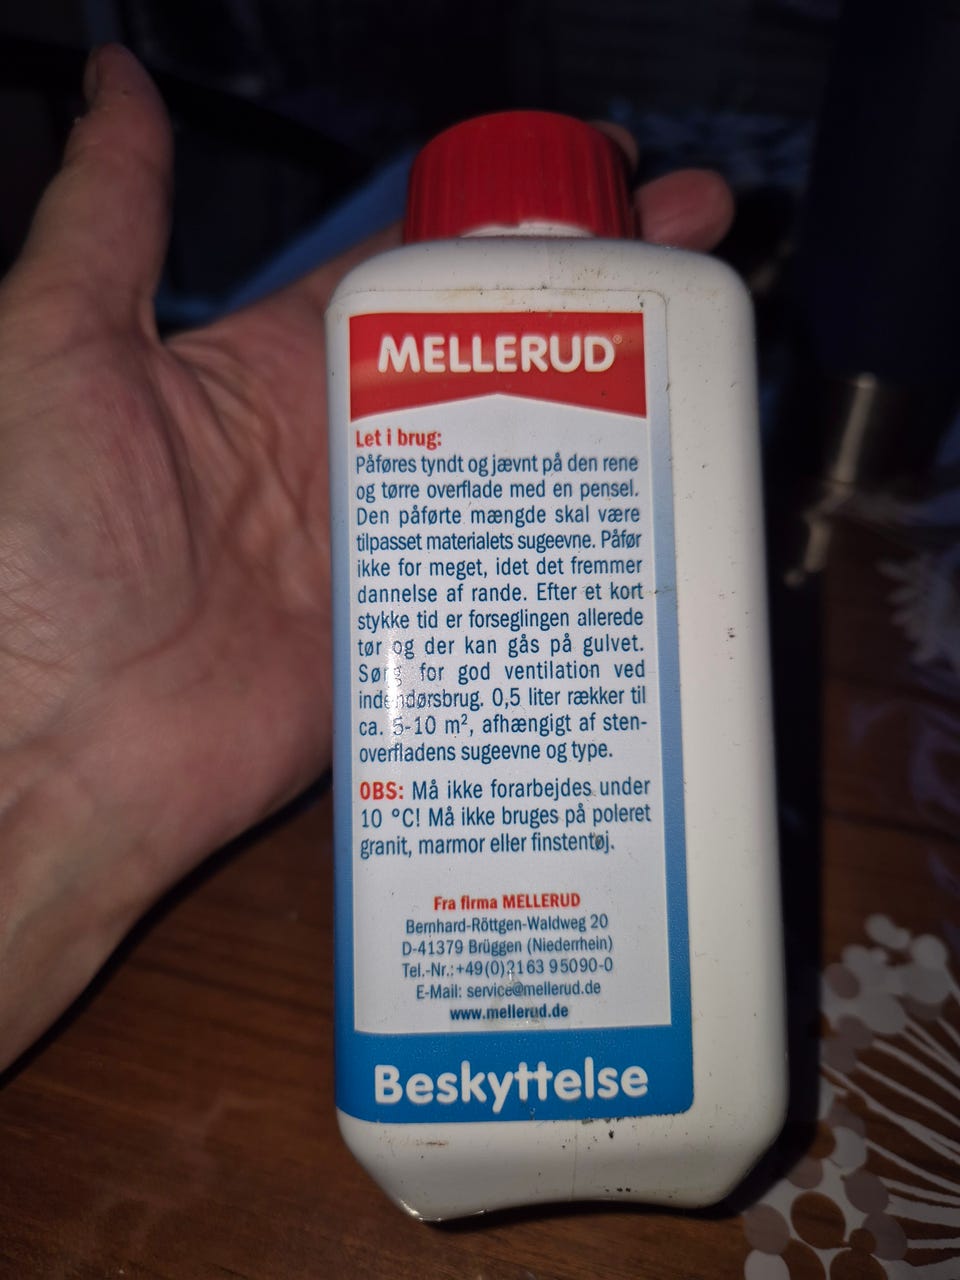 MELLERUD®
Let i brug:
Påføres tyndt og jævnt på den rene
og tørre overflade med en pensel.
Den påførte mængde skal være
tilpasset materialets sugeevne. Påfør
ikke for meget, idet det fremmer
dannelse af rande. Efter et kort
stykke tid er forseglingen allerede
tør og der kan gås på gulvet.
Sørg for god ventilation ved
indendørsbrug. 0,5 liter rækker til
ca. 5-10 m², afhængigt af sten-
overfladens sugeevne og type.
OBS: Må ikke forarbejdes under
10 °C! Må ikke bruges på poleret
granit, marmor eller finstentøj.
Fra firma MELLERUD
Bernhard-Röttgen-Waldweg 20
D-41379 Brüggen (Niederrhein)
Tel.-Nr.: +49(0)2163 95090-0
E-Mail: service@mellerud.de
www.mellerud.de
Beskyttelse